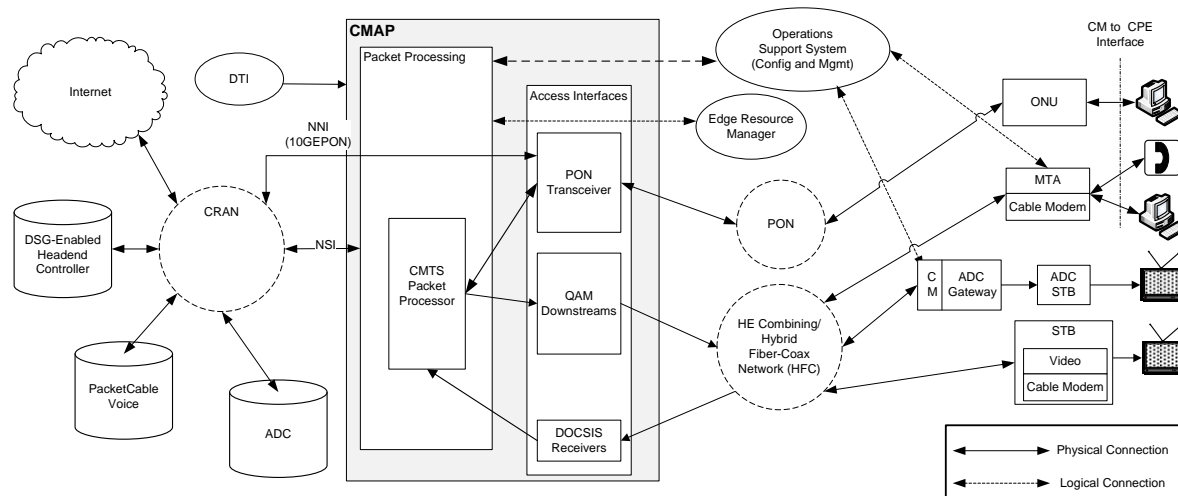 CMAP
Packet Processing
Access Interfaces
Internet
DTI
NNI
(10GEPON)
CRAN
NSI
DSG-Enabled
Headend
Controller
PacketCable
Voice
ADC
CMTS
Packet
Processor
PON
Transceiver
QAM
Downstreams
DOCSIS
Receivers
Operations
Support System
(Config and Mgmt)
Edge Resource
Manager
PON
HE Combining/
Hybrid
Fiber-Coax
Network (HFC)
CM to CPE
Interface
ONU
MTA
Cable Modem
C
M
ADC
Gateway
ADC
STB
STB
Video
Cable Modem
Physical Connection
Logical Connection